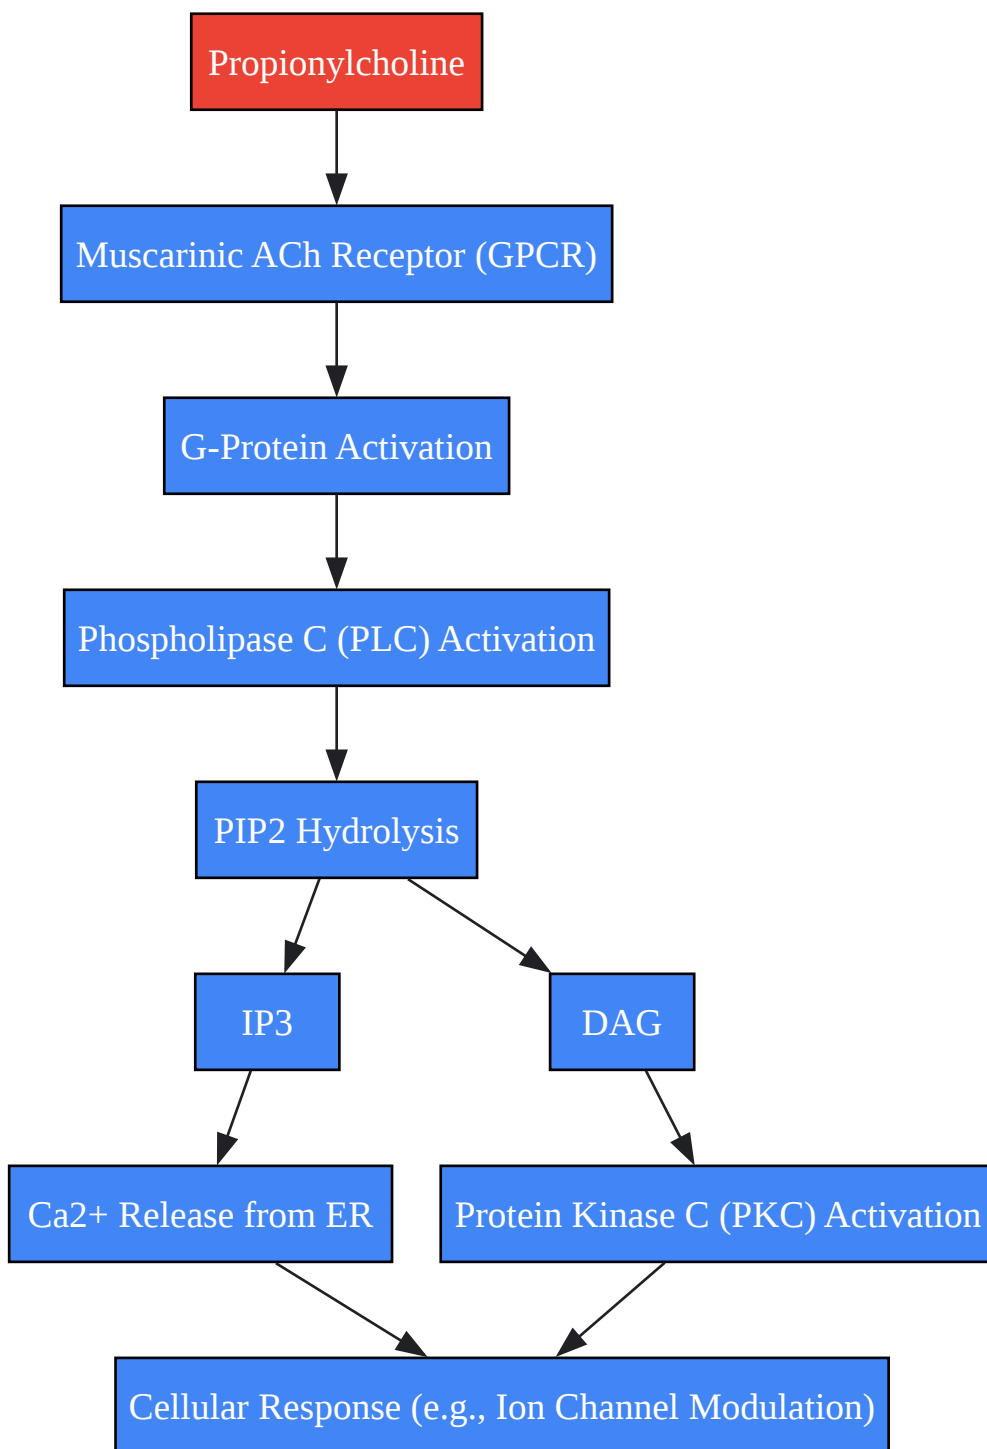 Propionylcholine
Muscarinic ACh Receptor (GPCR)
G-Protein Activation
Phospholipase C (PLC) Activation
PIP2 Hydrolysis
IP3
DAG
Ca2+ Release from ER
Protein Kinase C (PKC) Activation
Cellular Response (e.g., Ion Channel Modulation)